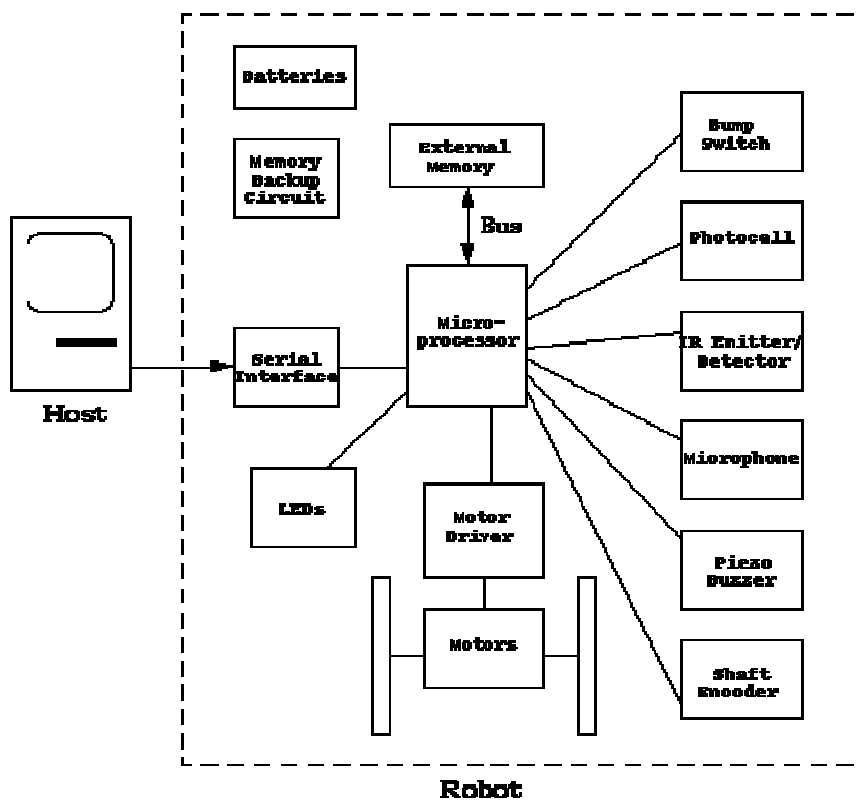 Batteries
Memory
Backup
Circuit
External
Memory
Bus
Micro-
processor
Serial
Interface
Host
LEDs
Motor
Driver
Motors
Bump
Switch
Photocell
IR Emitter/
Detector
Microphone
Piezo
Buzzer
Shaft
Encoder
Robot